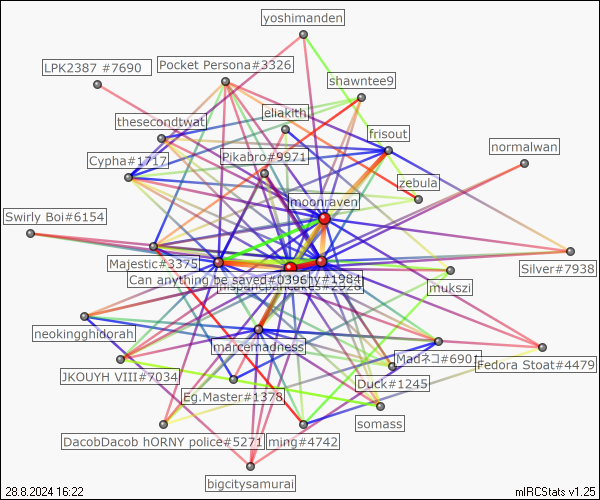 yoshimanden
LPK2387 #7690
Pocket Persona#3326
shawntee9
eliakith
thesecondtwat
frisout
normalwan
Cypha#1717
Pikabro#9971
zebula
moonraven
Swirly Boi#6154
Majestic#3375
Silver#7938
Can anything be saved#0396
#1984
mukszi
neokingghidorah
marcemadness
Madネコ#6901
Fedora Stoat#4479
JKOUYH VIII#7034
Duck#1245
Eg.Master#1378
somass
DacobDacob hORNY police#5271
ming#4742
bigcitysamurai
28.8.2024 16:22
mIRCStats v1.25